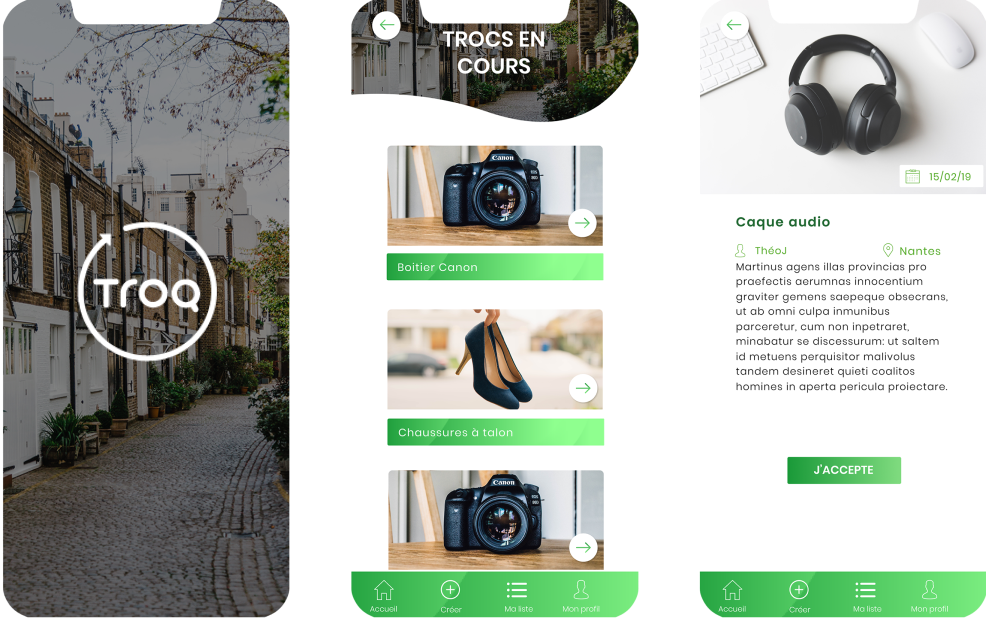 Troq
TROCS EN
COURS
Canon
Boitier Canon
Chaussures à talon
Canon
Accueil
Créer
Ma liste
Mon profil
15/02/19
Caque audio
ThéoJ
Nantes
Martinus agens illas provincias pro
praefectis aerumnas innocentium
graviter gemens saepeque obsecrans,
ut ab omni culpa inmunibus
parceretur, cum non inpetraret,
minabatur se discessurum: ut saltem
id metuens perquisitor malivolus
tandem desineret quieti coalitos
homines in aperta pericula proiectare.
J'ACCEPTE
Accueil
Créer
Ma liste
Mon profil